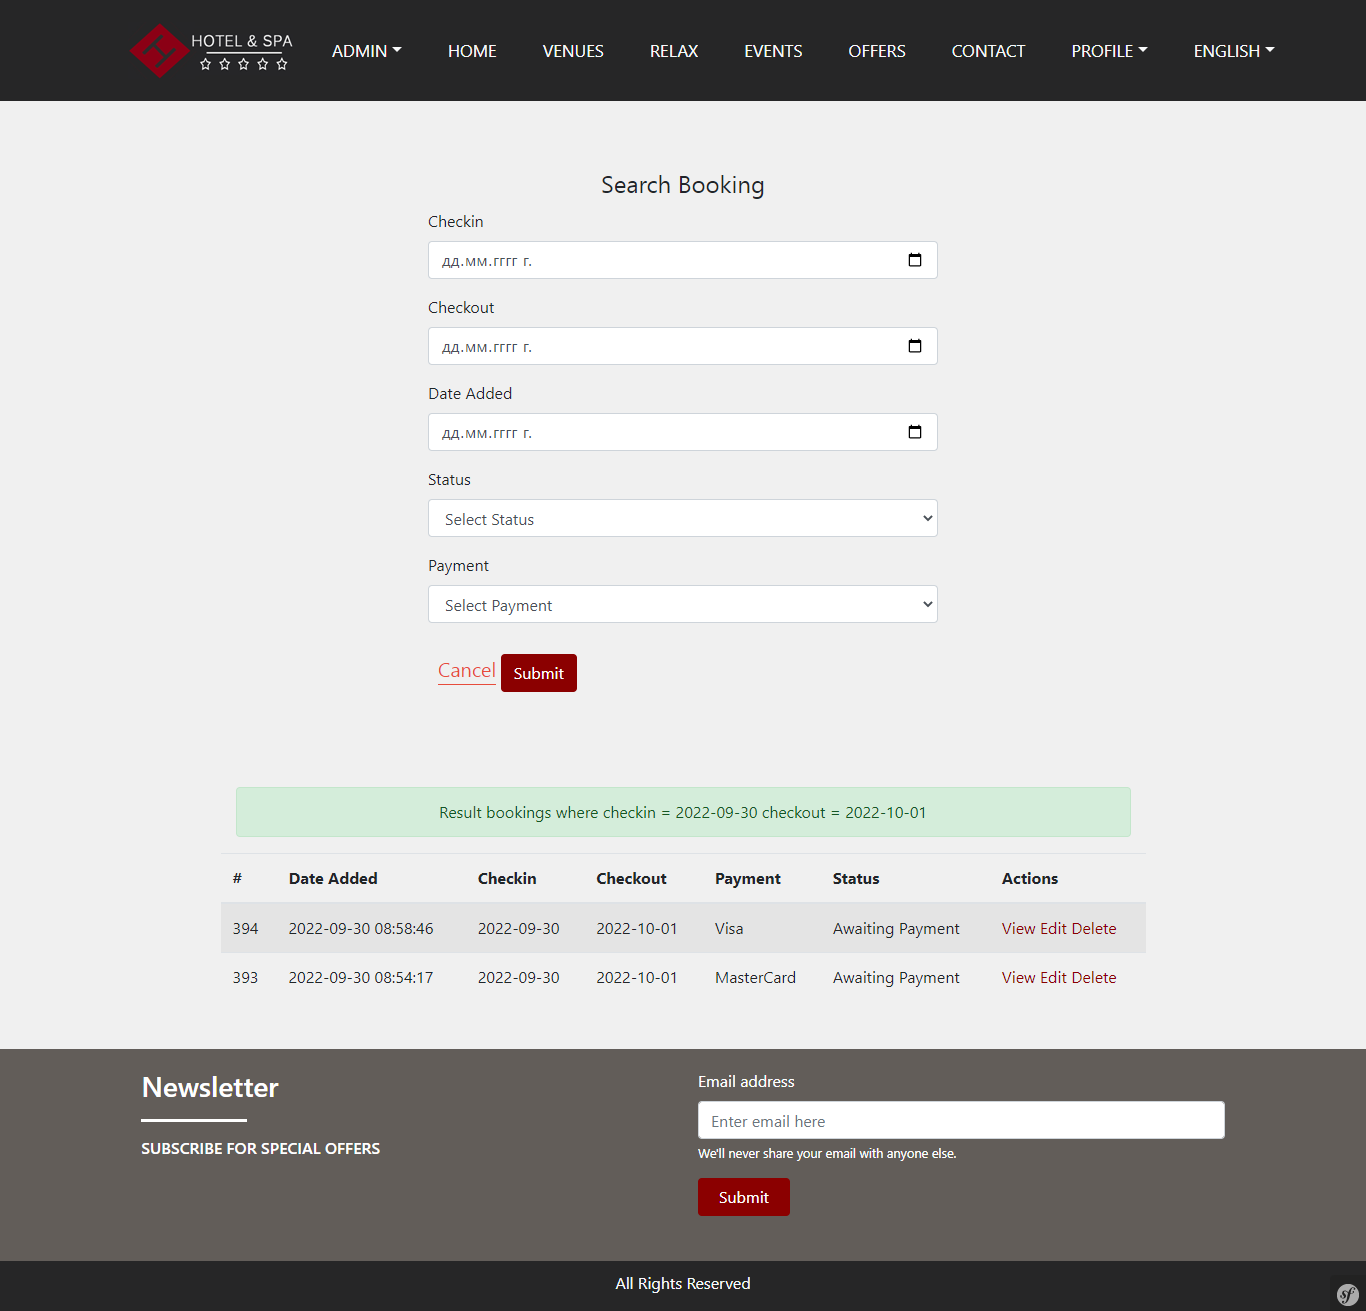 HOTEL & SPA
ADMIN HOME VENUES RELAX EVENTS OFFERS CONTACT PROFILE ENGLISH
Search Booking
Checkin
дд.мм.гггг г.
Checkout
дд.мм.гггг г.
Date Added
дд.мм.гггг г.
Status
Select Status
Payment
Select Payment
Cancel Submit
Result bookings where checkin = 2022-09-30 checkout = 2022-10-01
# Date Added Checkin Checkout Payment Status Actions
394 2022-09-30 08:58:46 2022-09-30 2022-10-01 Visa Awaiting Payment View Edit Delete
393 2022-09-30 08:54:17 2022-09-30 2022-10-01 MasterCard Awaiting Payment View Edit Delete
Newsletter
SUBSCRIBE FOR SPECIAL OFFERS
Email address
Enter email here
We'll never share your email with anyone else.
Submit
All Rights Reserved
sf